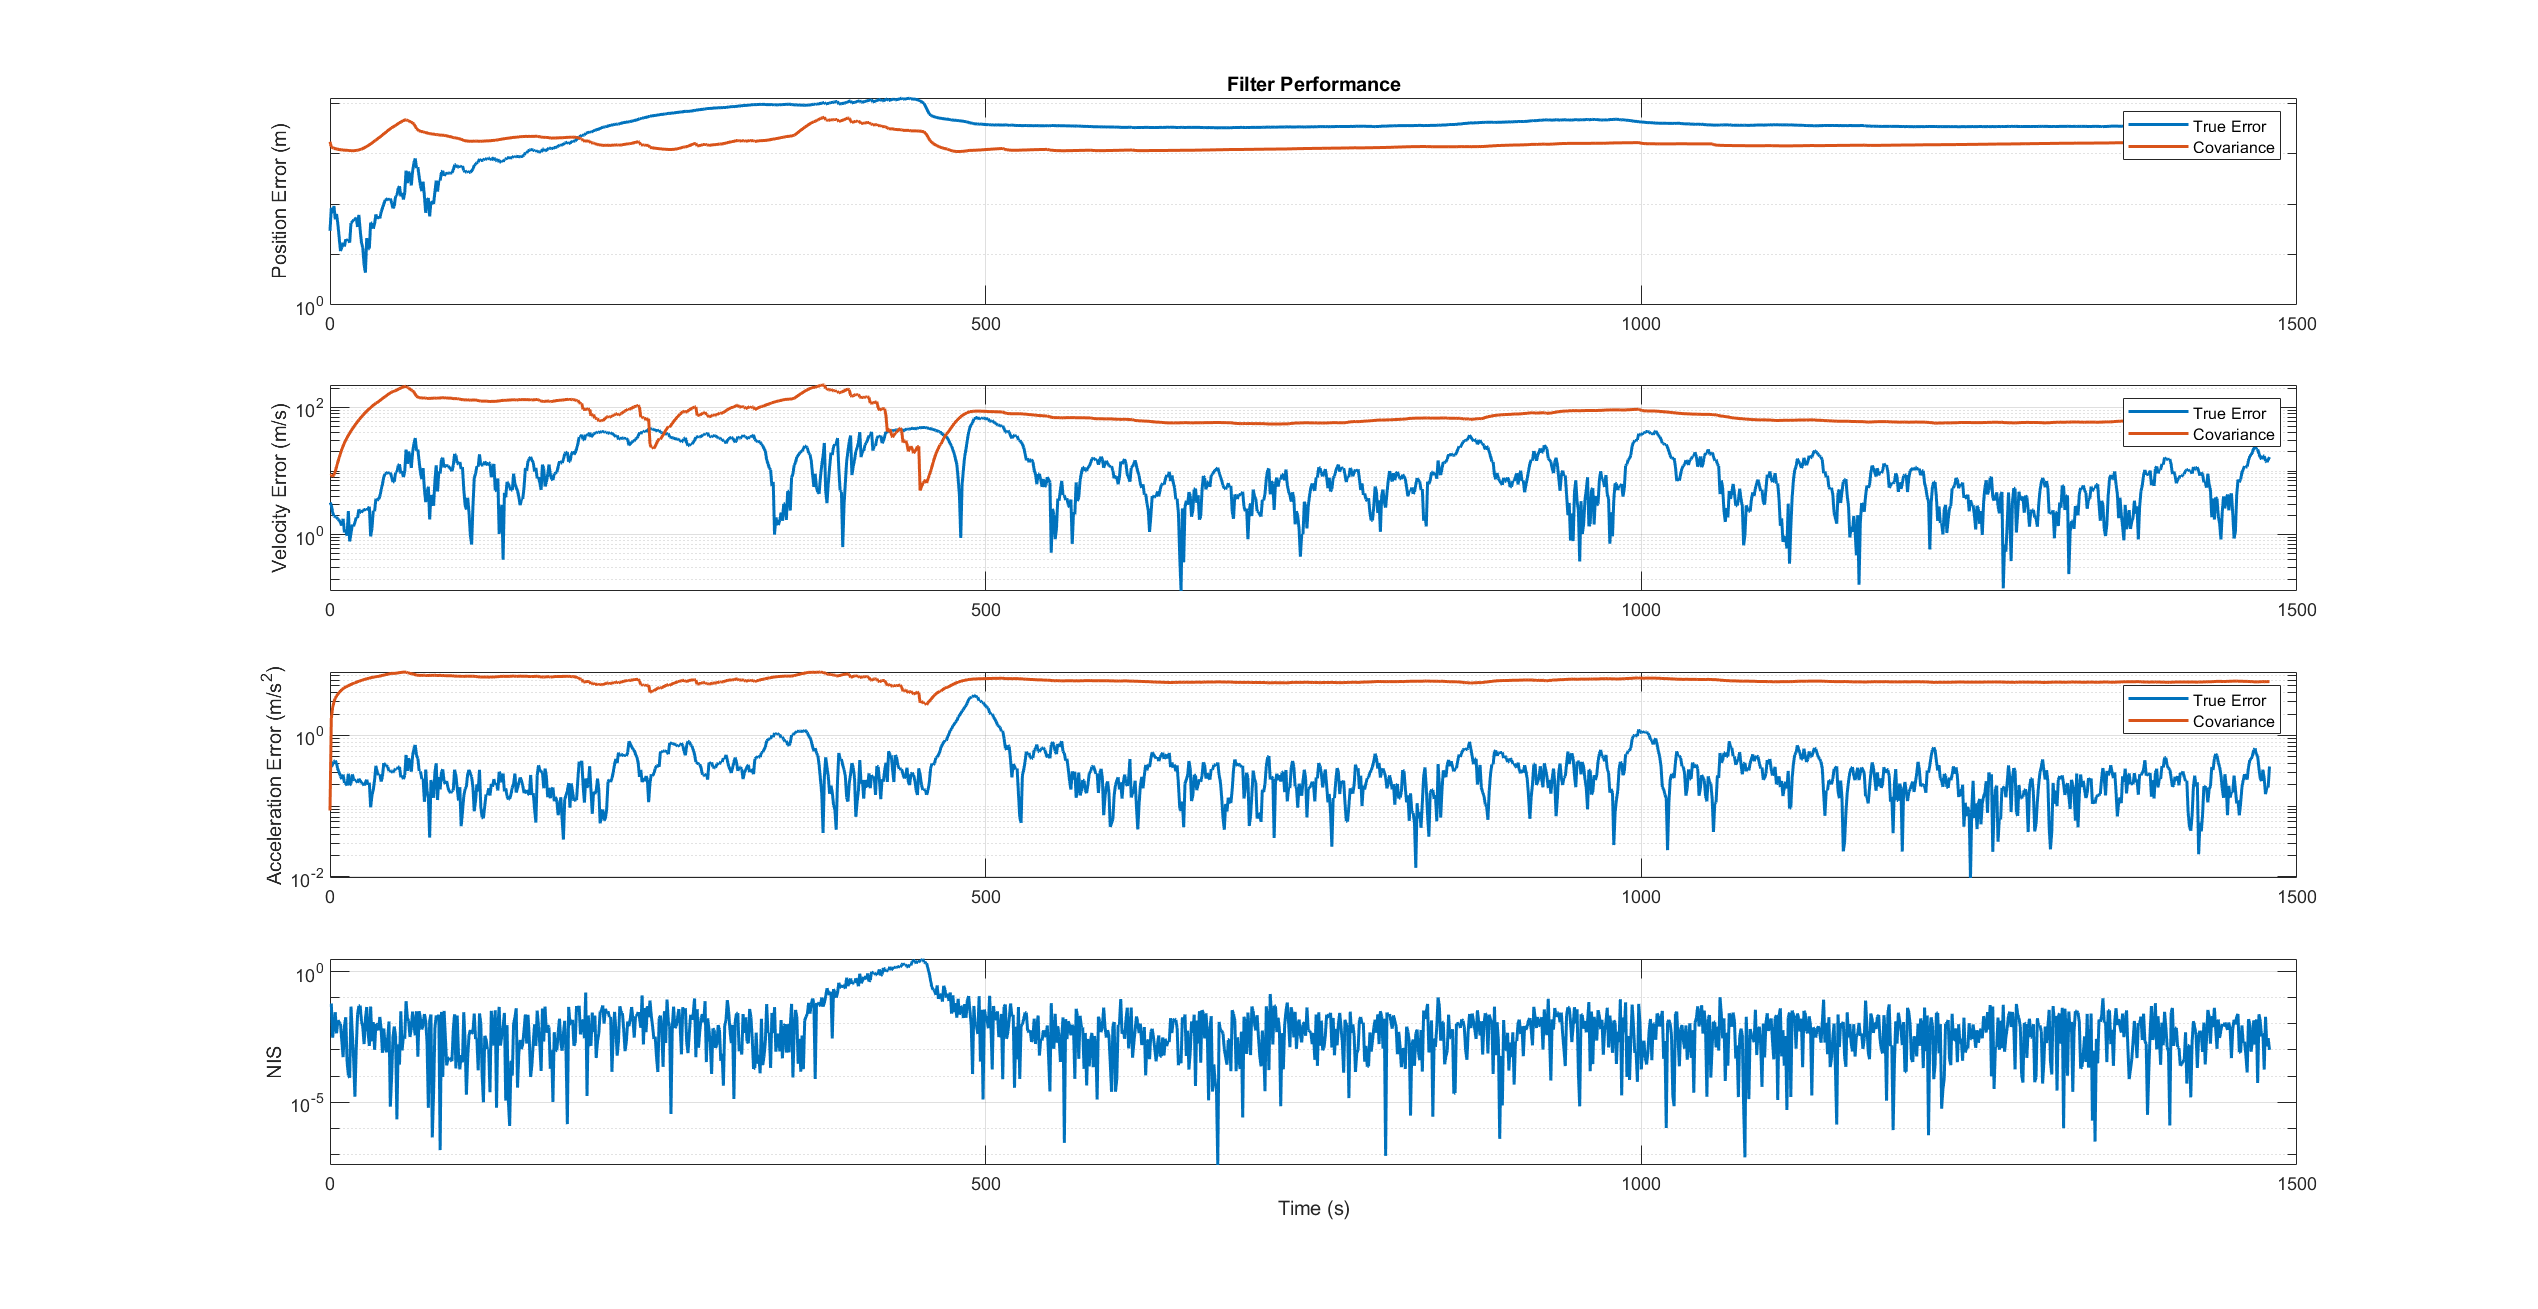 Filter Performance
Position Error (m)
10^0
True Error
Covariance
0 500 1000 1500
Velocity Error (m/s)
10^2
10^0
True Error
Covariance
0 500 1000 1500
Acceleration Error (m/s^2)
10^0
10^-2
True Error
Covariance
0 500 1000 1500
NIS
10^0
10^-5
0 500 1000 1500
Time (s)